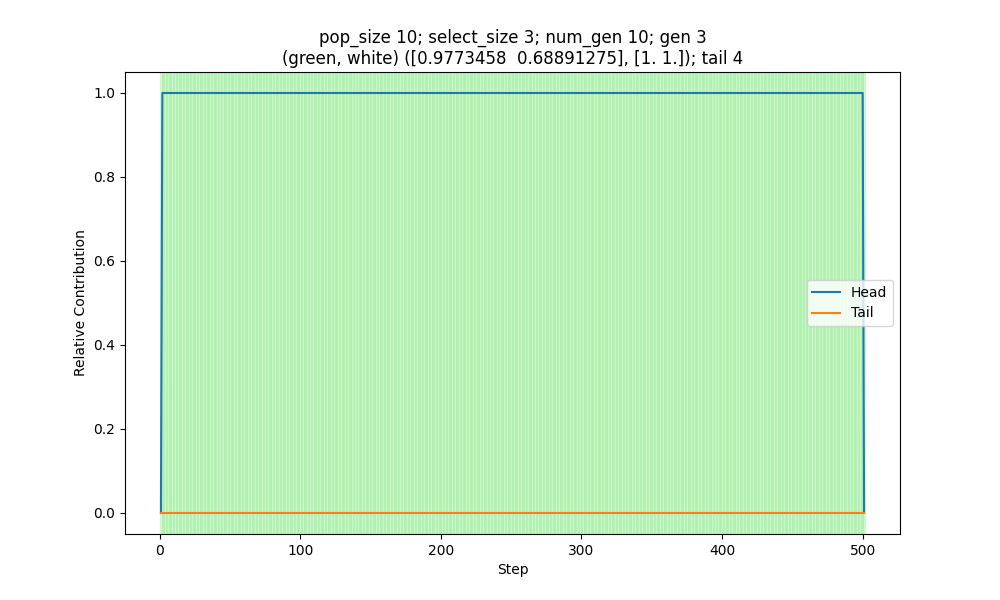 pop_size 10; select_size 3; num_gen 10; gen 3
(green, white) ([0.9773458  0.68891275], [1. 1.]); tail 4
1.0
0.8
0.6
0.4
0.2
0.0
Relative Contribution
Head
Tail
0
100
200
300
400
500
Step